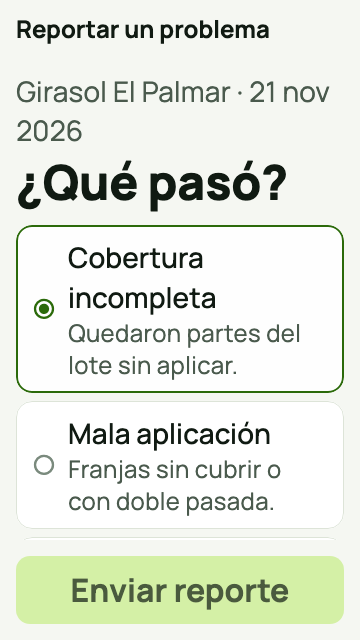 Reportar un problema
Girasol El Palmar · 21 nov
2026
¿Qué pasó?
Cobertura
incompleta
Quedaron partes del
lote sin aplicar.
Mala aplicación
Franjas sin cubrir o
con doble pasada.
Enviar reporte